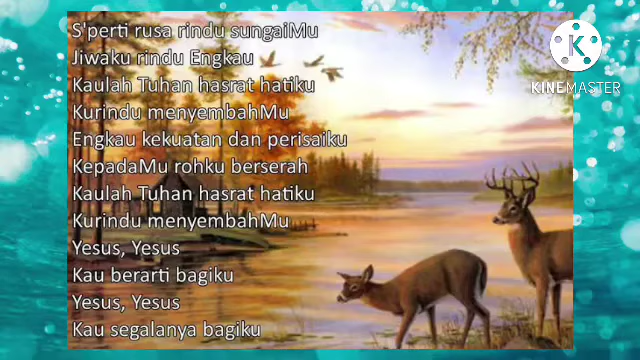 S'perti rusa rindu sungaiMu
Jiwaku rindu Engkau
Kaulah Tuhan hasrat hatiku
Kurindu menyembahMu
Engkau kekuatan dan perisaiku
KepadaMu rohku berserah
Kaulah Tuhan hasrat hatiku
Kurindu menyembahMu
Yesus, Yesus
Kau berarti bagiku
Yesus, Yesus
Kau segalanya bagiku
K
KINEMASTER